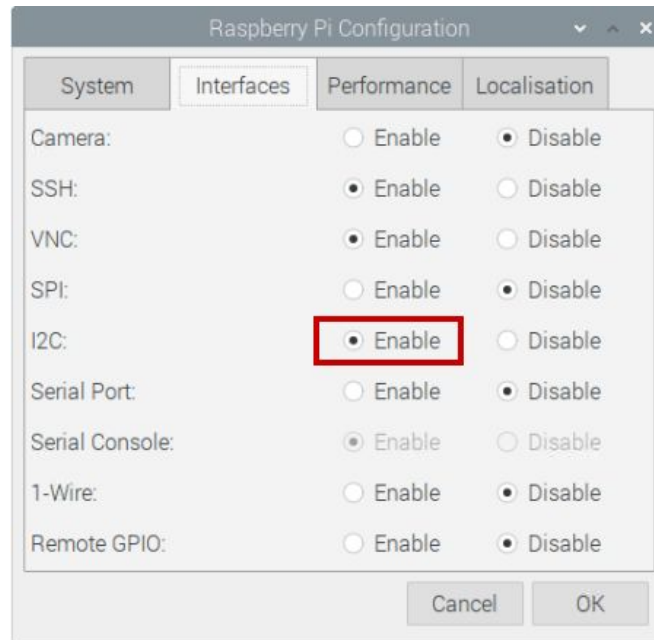 Raspberry Pi Configuration
System Interfaces Performance Localisation
Camera: Enable Disable
SSH: Enable Disable
VNC: Enable Disable
SPI: Enable Disable
I2C: Enable Disable
Serial Port: Enable Disable
Serial Console: Enable Disable
1-Wire: Enable Disable
Remote GPIO: Enable Disable
Cancel OK